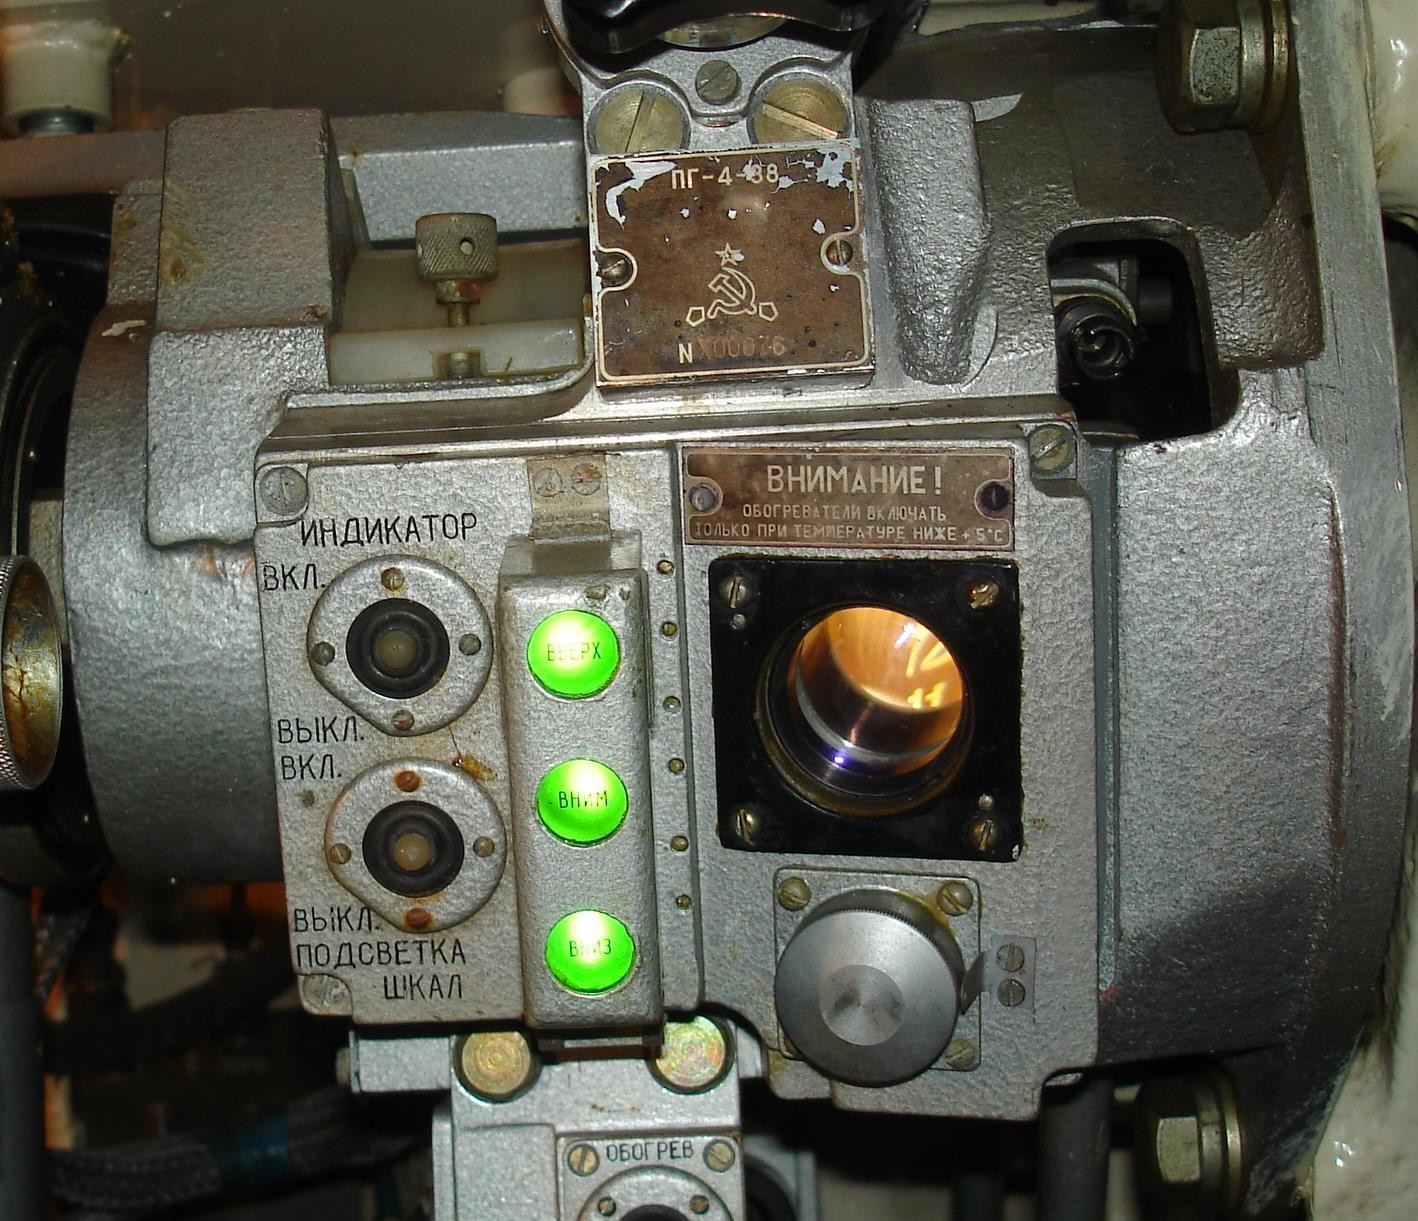 ПГ-4-38
N X00076
ВНИМАНИЕ!
ОБОГРЕВАТЕЛИ ВКЛЮЧАТЬ
ТОЛЬКО ПРИ ТЕМПЕРАТУРЕ НИЖЕ +5°С
ИНДИКАТОР
ВКЛ.
ВЫКЛ.
ВКЛ.
ВЫКЛ.
ПОДСВЕТКА
ШКАЛ
ВВЕРХ
ВНИМ
ВНИЗ
ОБОГРЕВ